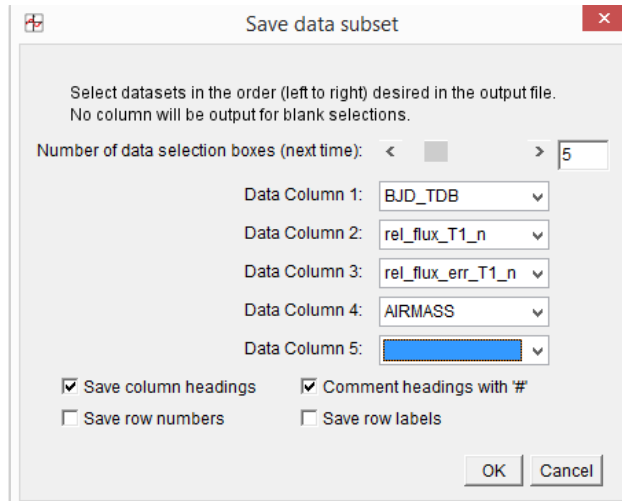 Save data subset
Select datasets in the order (left to right) desired in the output file.
No column will be output for blank selections.
Number of data selection boxes (next time): 5
Data Column 1: BJD_TDB
Data Column 2: rel_flux_T1_n
Data Column 3: rel_flux_err_T1_n
Data Column 4: AIRMASS
Data Column 5:
Save column headings Comment headings with '#'
Save row numbers Save row labels
OK Cancel